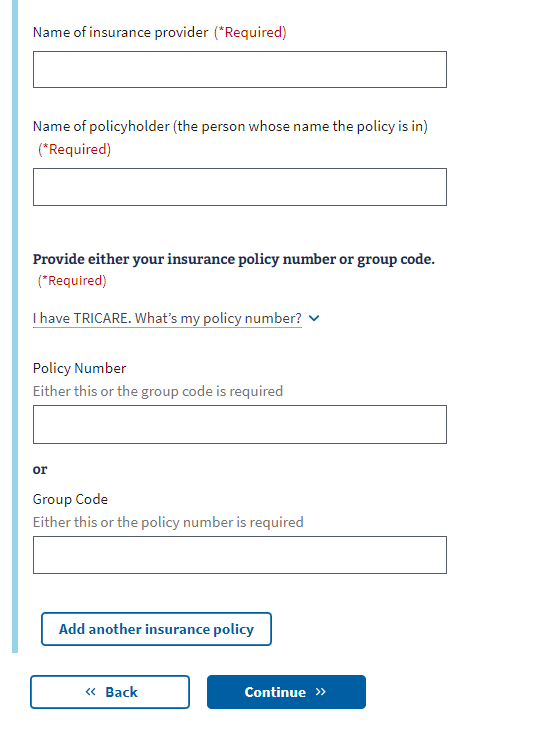 Name of insurance provider (*Required)
Name of policyholder (the person whose name the policy is in)
(*Required)
Provide either your insurance policy number or group code.
(*Required)
I have TRICARE. What’s my policy number?
Policy Number
Either this or the group code is required
or
Group Code
Either this or the policy number is required
Add another insurance policy
« Back
Continue »